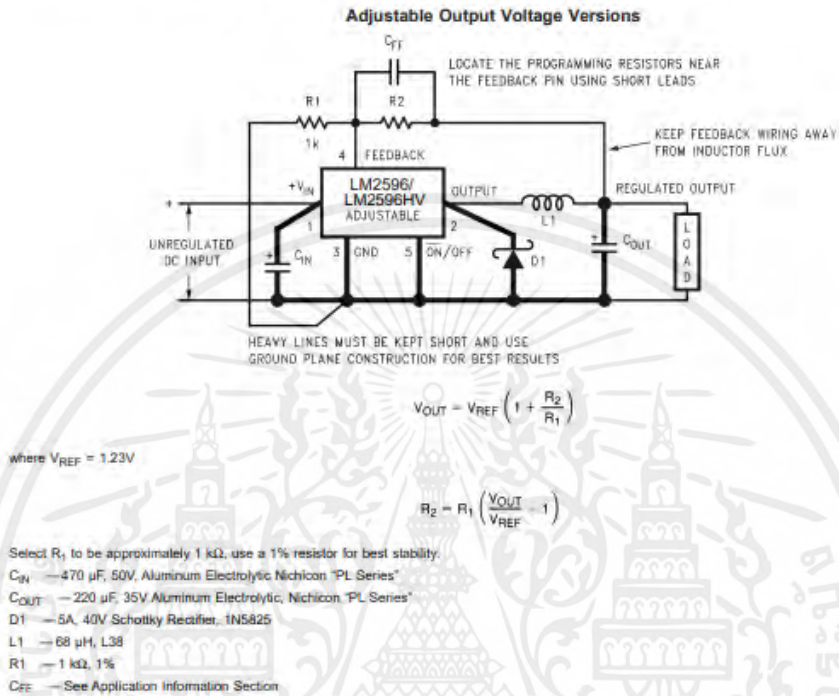 Adjustable Output Voltage Versions
CFF
LOCATE THE PROGRAMMING RESISTORS NEAR
THE FEEDBACK PIN USING SHORT LEADS
R1
R2
1k
KEEP FEEDBACK WIRING AWAY
FROM INDUCTOR FLUX
4 FEEDBACK
+VIN
LM2596/
LM2596HV
ADJUSTABLE
OUTPUT
REGULATED OUTPUT
1
2
L1
+
UNREGULATED
DC INPUT
+
CIN
3 GND
5 ON/OFF
D1
+
COUT
LOAD
HEAVY LINES MUST BE KEPT SHORT AND USE
GROUND PLANE CONSTRUCTION FOR BEST RESULTS
VOUT = VREF (1 + R2/R1)
where VREF = 1.23V
R2 = R1 (VOUT/VREF - 1)
Select R1 to be approximately 1 kΩ, use a 1% resistor for best stability.
CIN —470 μF, 50V, Aluminum Electrolytic Nichicon "PL Series"
COUT — 220 μF, 35V Aluminum Electrolytic, Nichicon "PL Series"
D1 — 5A, 40V Schottky Rectifier, 1N5825
L1 — 68 μH, L38
R1 — 1 kΩ, 1%
CFF — See Application Information Section